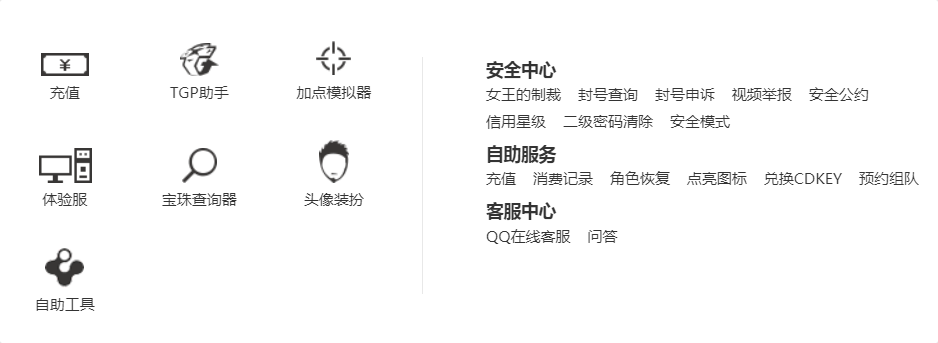 充值 TGP助手 加点模拟器
体验服 宝珠查询器 头像装扮
自助工具
安全中心
女王的制裁 封号查询 封号申诉 视频举报 安全公约
信用星级 二级密码清除 安全模式
自助服务
充值 消费记录 角色恢复 点亮图标 兑换CDKEY 预约组队
客服中心
QQ在线客服 问答